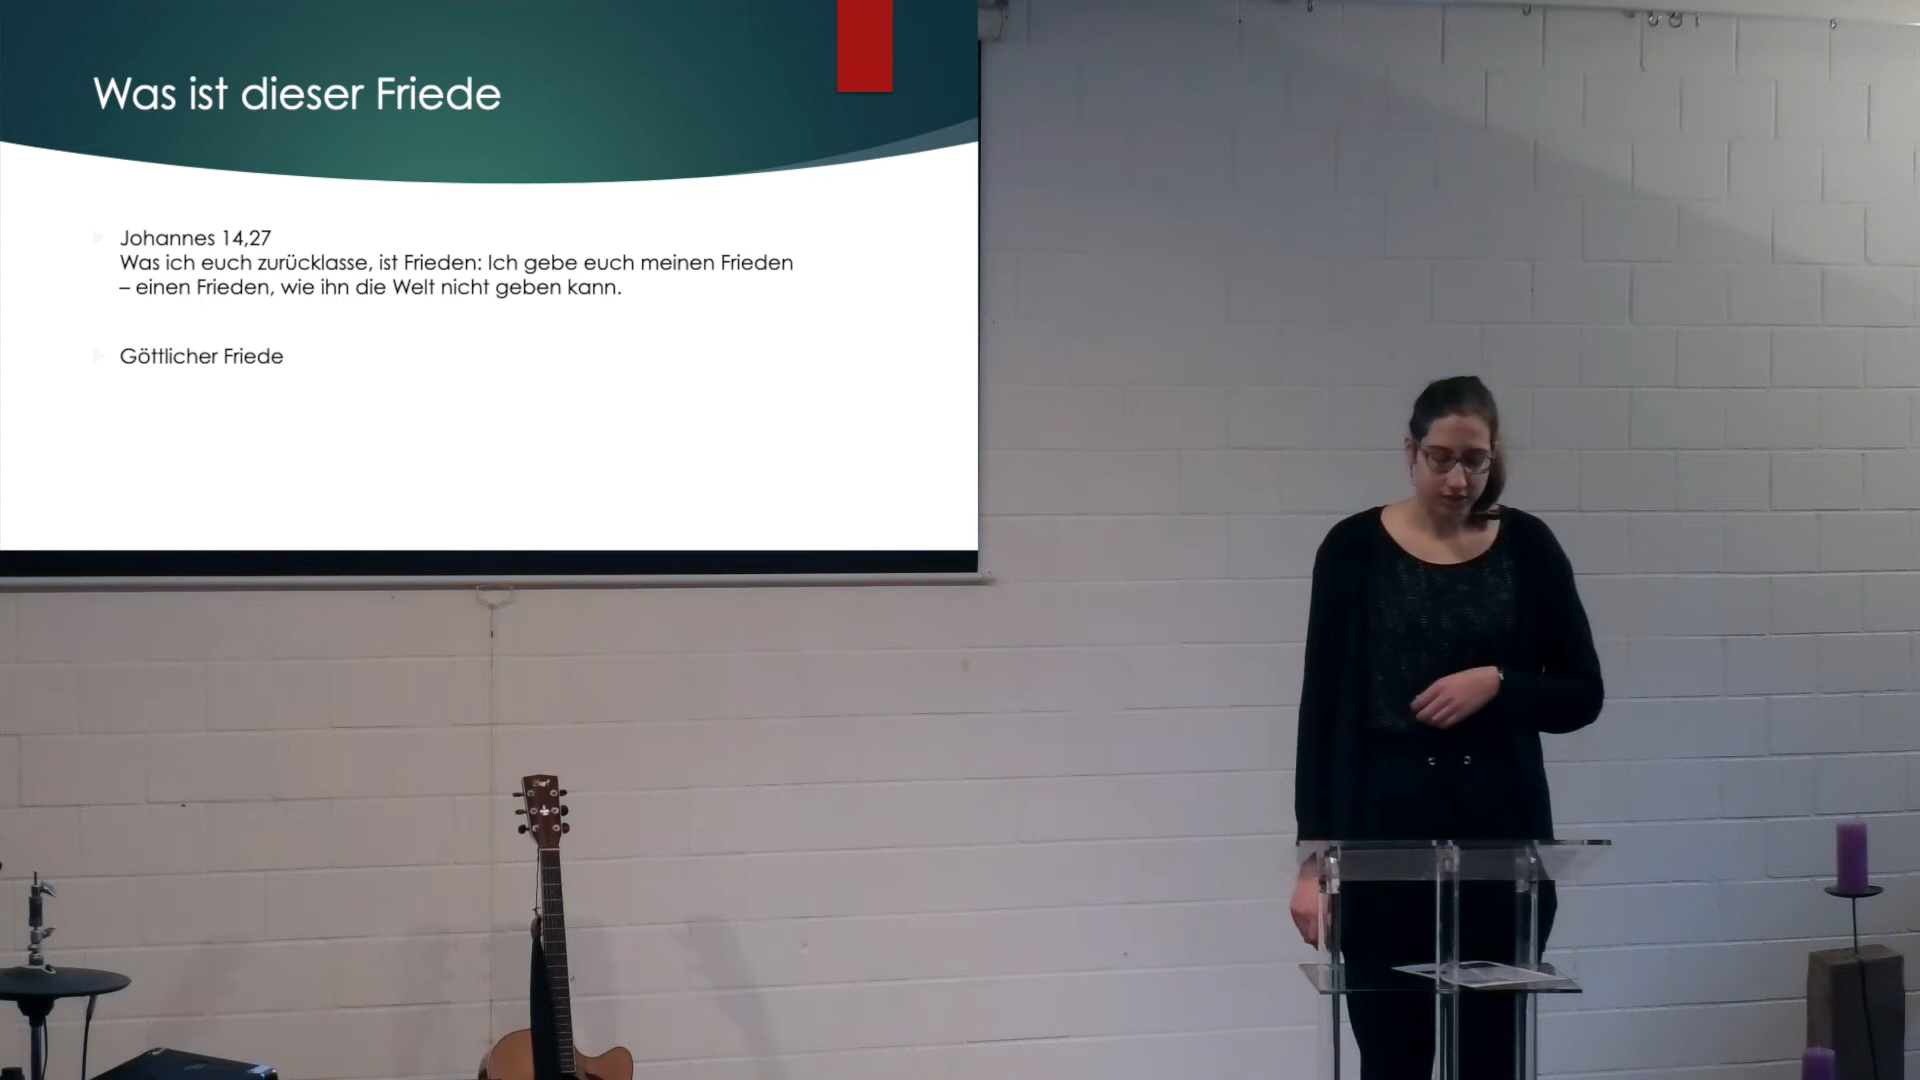 Was ist dieser Friede
Johannes 14,27
Was ich euch zurücklasse, ist Frieden: Ich gebe euch meinen Frieden
– einen Frieden, wie ihn die Welt nicht geben kann.
Göttlicher Friede